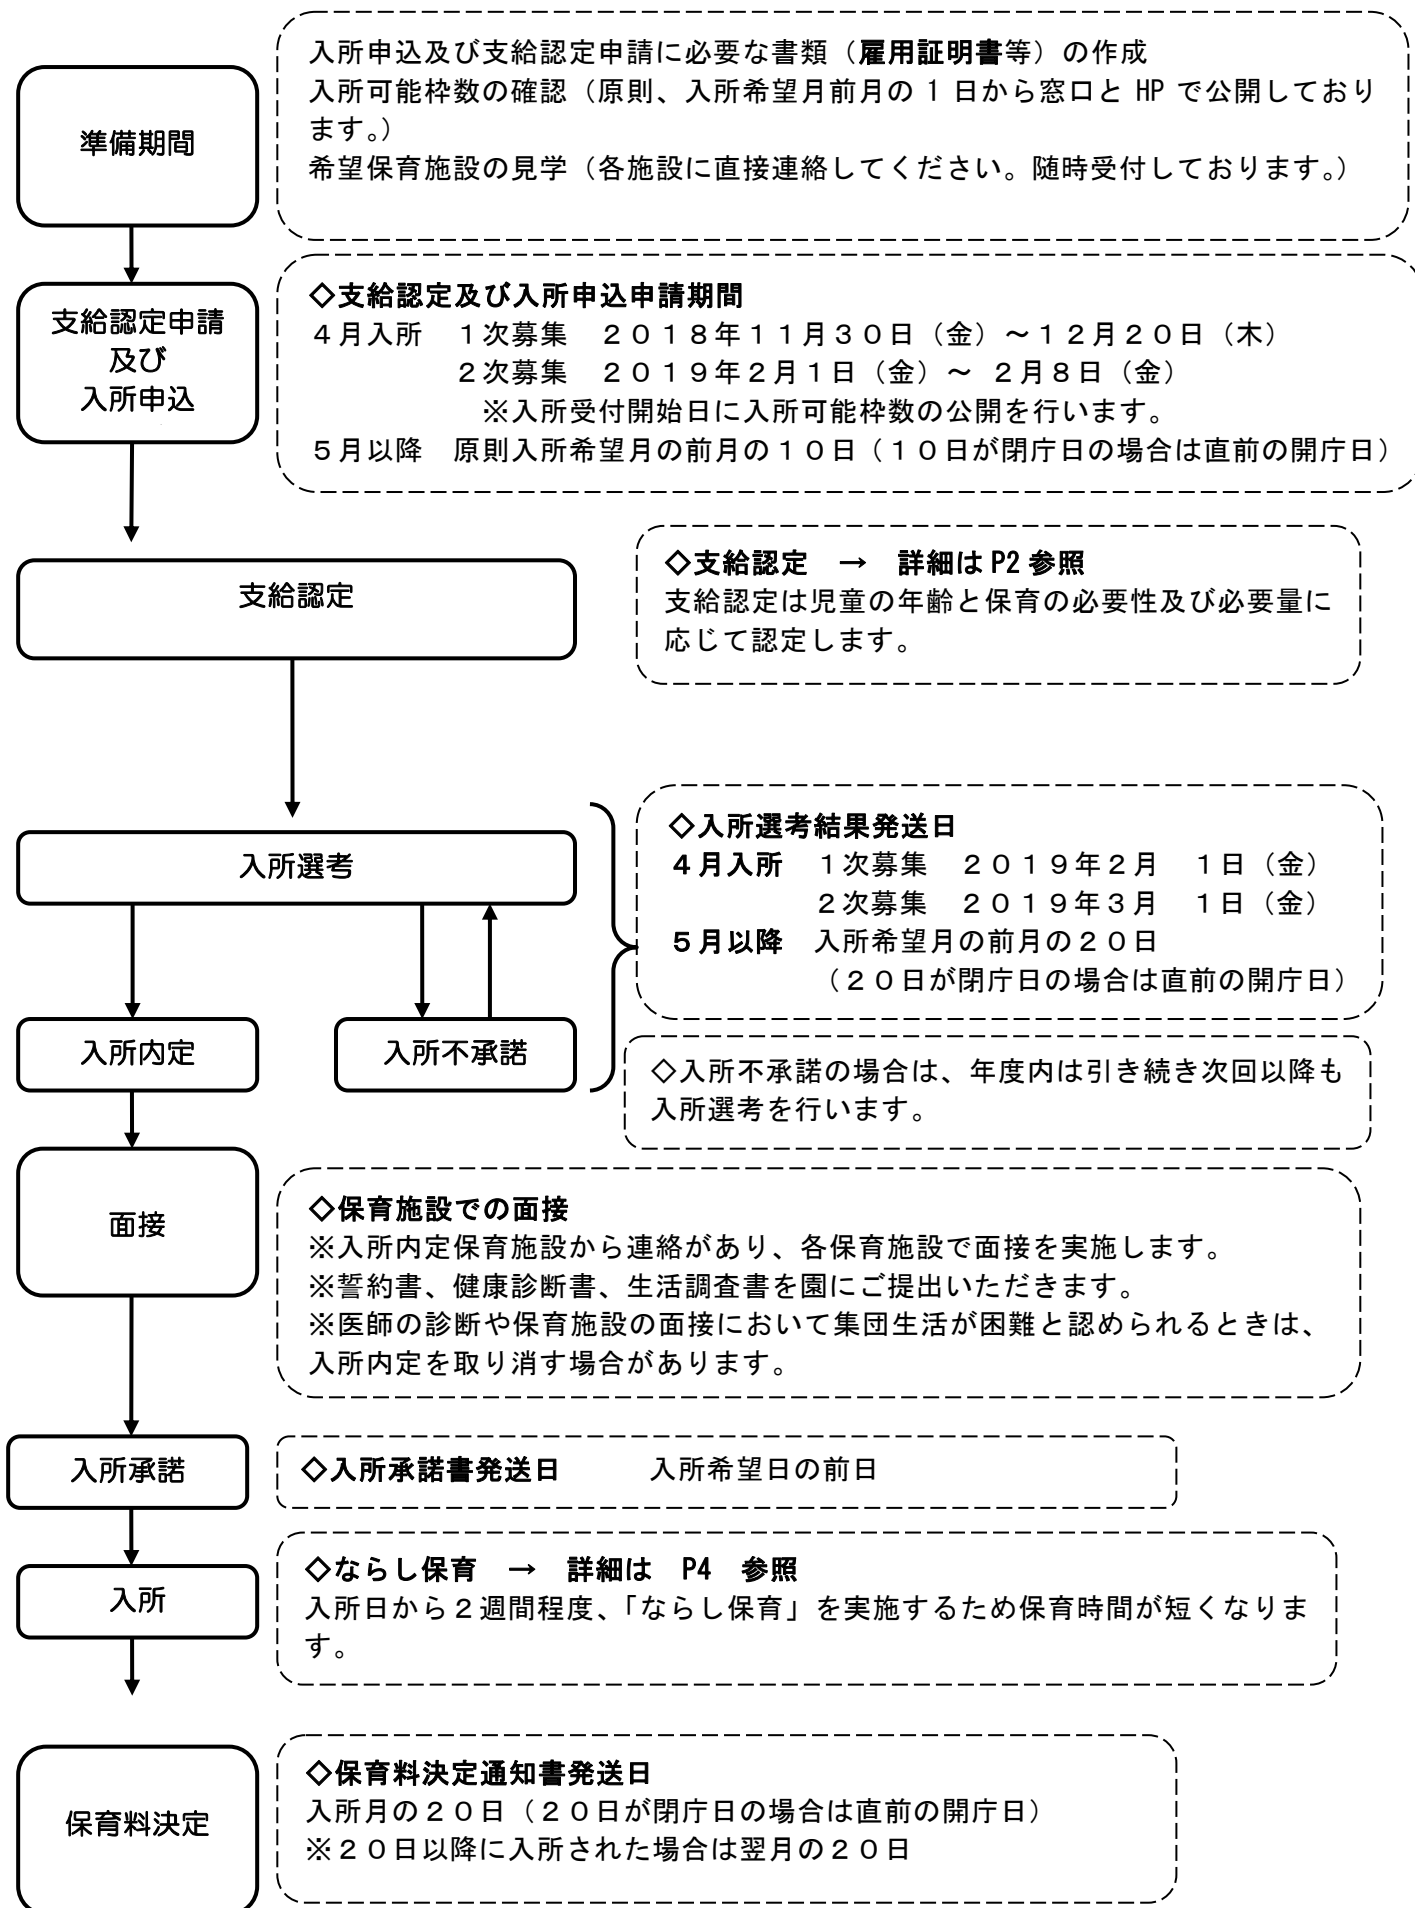 準備期間
入所申込及び支給認定申請に必要な書類（雇用証明書等）の作成
入所可能枠数の確認（原則、入所希望月前月の 1 日から窓口と HP で公開しており
ます。）
希望保育施設の見学（各施設に直接連絡してください。随時受付しております。）
支給認定申請
及び
入所申込
◇支給認定及び入所申込申請期間
４月入所　１次募集　２０１８年１１月３０日（金）～１２月２０日（木）
２次募集　２０１９年２月１日（金）～ ２月８日（金）
※入所受付開始日に入所可能枠数の公開を行います。
５月以降　原則入所希望月の前月の１０日（１０日が閉庁日の場合は直前の開庁日）
支給認定
◇支給認定　→　詳細は P2 参照
支給認定は児童の年齢と保育の必要性及び必要量に
応じて認定します。
入所選考
◇入所選考結果発送日
４月入所　１次募集　２０１９年２月　１日（金）
２次募集　２０１９年３月　１日（金）
５月以降　入所希望月の前月の２０日
（２０日が閉庁日の場合は直前の開庁日）
入所内定
入所不承諾
◇入所不承諾の場合は、年度内は引き続き次回以降も
入所選考を行います。
面接
◇保育施設での面接
※入所内定保育施設から連絡があり、各保育施設で面接を実施します。
※誓約書、健康診断書、生活調査書を園にご提出いただきます。
※医師の診断や保育施設の面接において集団生活が困難と認められるときは、
入所内定を取り消す場合があります。
入所承諾
◇入所承諾書発送日　　　入所希望日の前日
入所
◇ならし保育　→　詳細は　P4　参照
入所日から２週間程度、「ならし保育」を実施するため保育時間が短くなりま
す。
保育料決定
◇保育料決定通知書発送日
入所月の２０日（２０日が閉庁日の場合は直前の開庁日）
※２０日以降に入所された場合は翌月の２０日